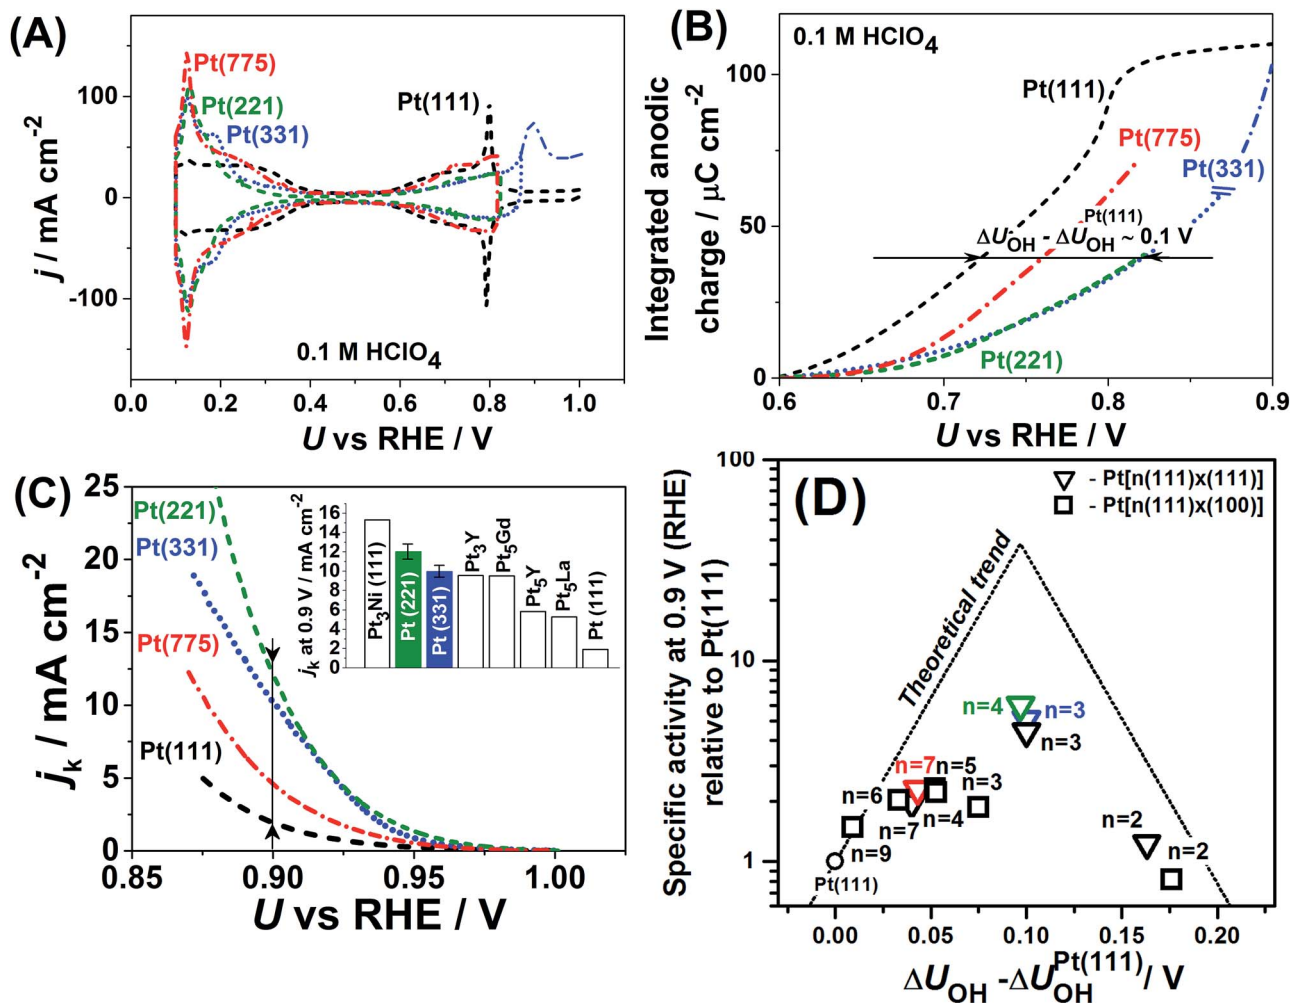 (A)
j / mA cm⁻²
100
0
-100
Pt(775)
Pt(221)
Pt(331)
Pt(111)
0.1 M HClO₄
0.0 0.2 0.4 0.6 0.8 1.0
U vs RHE / V
(B)
Integrated anodic
charge / μC cm⁻²
100
50
0
0.1 M HClO₄
Pt(111)
Pt(775)
Pt(331)
ΔU_OH - ΔU_OH^Pt(111) ~ 0.1 V
Pt(221)
0.6 0.7 0.8 0.9
U vs RHE / V
(C)
jₖ / mA cm⁻²
25
20
15
10
5
0
Pt(221)
Pt(331)
Pt(775)
Pt(111)
jₖ at 0.9 V / mA cm⁻²
16
14
12
10
8
6
4
2
0
Pt₃Ni (111)
Pt (221)
Pt (331)
Pt₃Y
Pt₅Gd
Pt₅Y
Pt₅La
Pt (111)
0.85 0.90 0.95 1.00
U vs RHE / V
(D)
Specific activity at 0.9 V (RHE)
relative to Pt(111)
100
10
1
- Pt[n(111)x(111)]
- Pt[n(111)x(100)]
Theoretical trend
n=4
n=3
n=3
n=7
n=5
n=6
n=3
n=7
n=4
n=9
n=2
n=2
Pt(111)
0.00 0.05 0.10 0.15 0.20
ΔU_OH -ΔU_OH^Pt(111)/ V